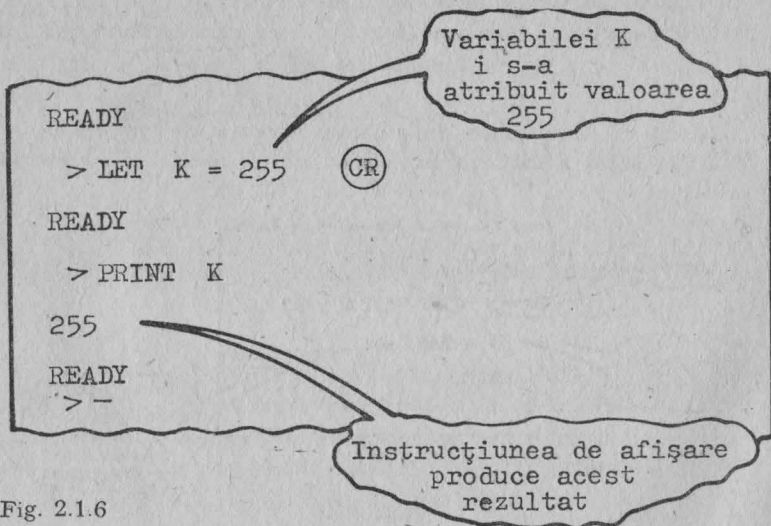 Variabilei K
i s-a
atribuit valoarea
255
READY
> LET K = 255 CR
READY
> PRINT K
255
READY
> -
Instrucţiunea de afişare
produce acest
rezultat
Fig. 2.1.6